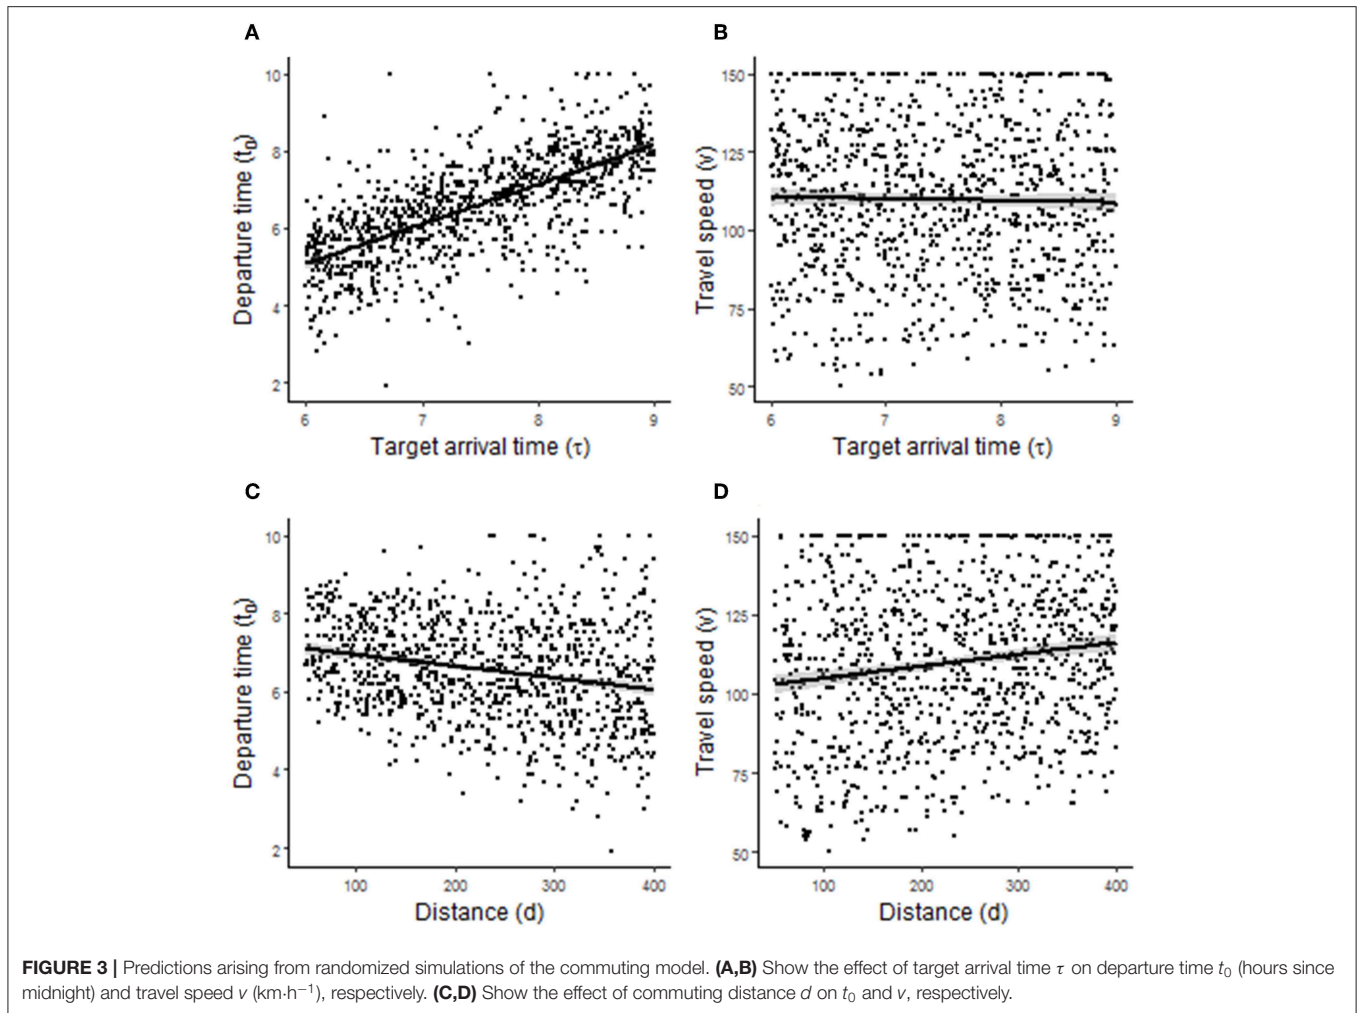 A
10
8
6
4
2
Departure time (t0)
6 7 8 9
Target arrival time (τ)
B
150
125
100
75
50
Travel speed (v)
6 7 8 9
Target arrival time (τ)
C
10
8
6
4
2
Departure time (t0)
100 200 300 400
Distance (d)
D
150
125
100
75
50
Travel speed (v)
100 200 300 400
Distance (d)
FIGURE 3 | Predictions arising from randomized simulations of the commuting model. (A,B) Show the effect of target arrival time τ on departure time t0 (hours since
midnight) and travel speed v (km·h−1), respectively. (C,D) Show the effect of commuting distance d on t0 and v, respectively.